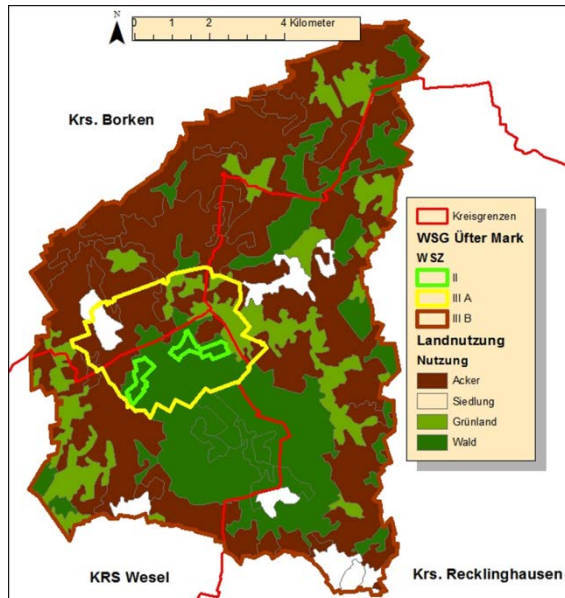 N
0 1 2 4 Kilometer
Krs. Borken
Kreisgrenzen
WSG Üfter Mark
WSZ
II
III A
III B
Landnutzung
Nutzung
Acker
Siedlung
Grünland
Wald
KRS Wesel
Krs. Recklinghausen